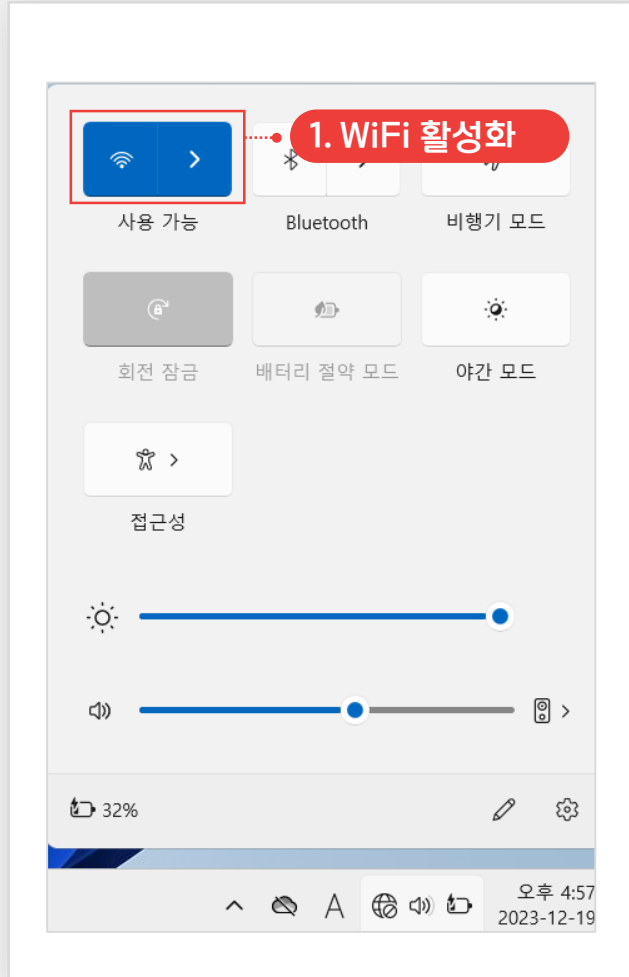 1. WiFi 활성화
사용 가능
Bluetooth
비행기 모드
회전 잠금
배터리 절약 모드
야간 모드
접근성
32%
A
오후 4:57
2023-12-19